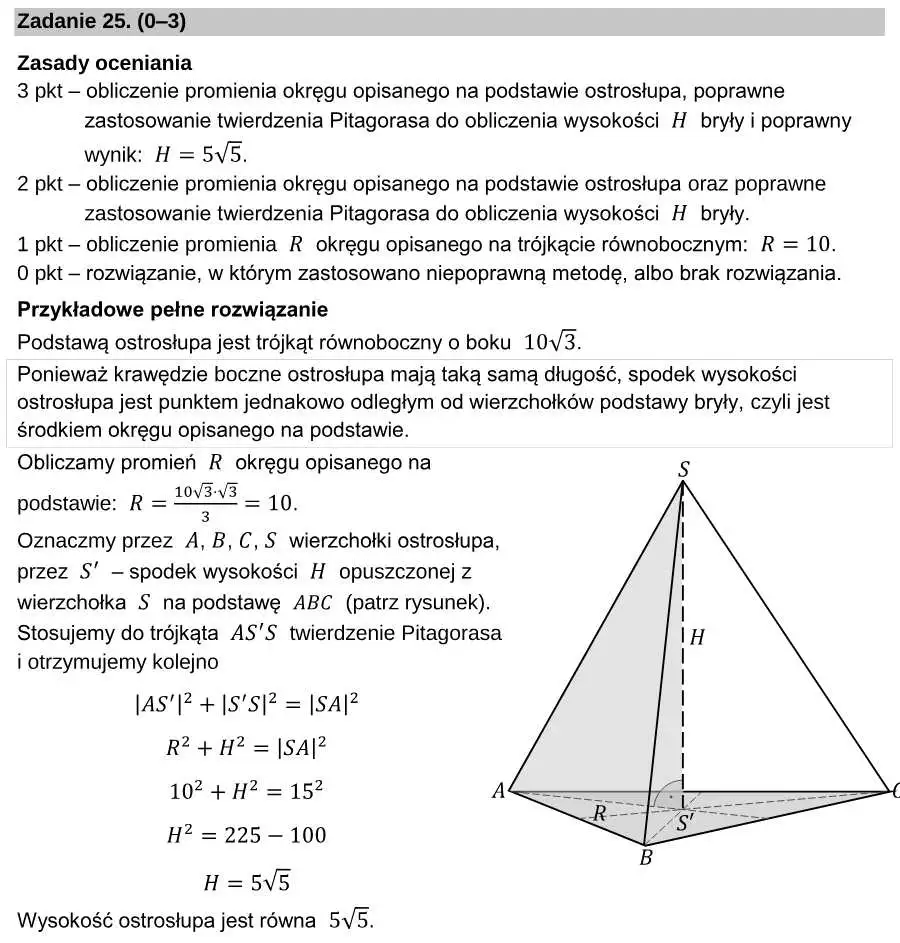 Zadanie 25. (0–3)
Zasady oceniania
3 pkt – obliczenie promienia okręgu opisanego na podstawie ostrosłupa, poprawne
zastosowanie twierdzenia Pitagorasa do obliczenia wysokości H bryły i poprawny
wynik: H = 5√5.
2 pkt – obliczenie promienia okręgu opisanego na podstawie ostrosłupa oraz poprawne
zastosowanie twierdzenia Pitagorasa do obliczenia wysokości H bryły.
1 pkt – obliczenie promienia R okręgu opisanego na trójkącie równobocznym: R = 10.
0 pkt – rozwiązanie, w którym zastosowano niepoprawną metodę, albo brak rozwiązania.
Przykładowe pełne rozwiązanie
Podstawą ostrosłupa jest trójkąt równoboczny o boku 10√3.
Ponieważ krawędzie boczne ostrosłupa mają taką samą długość, spodek wysokości
ostrosłupa jest punktem jednakowo odległym od wierzchołków podstawy bryły, czyli jest
środkiem okręgu opisanego na podstawie.
Obliczamy promień R okręgu opisanego na
podstawie: R = 10√3·√3/3 = 10.
Oznaczmy przez A, B, C, S wierzchołki ostrosłupa,
przez S′ – spodek wysokości H opuszczonej z
wierzchołka S na podstawę ABC (patrz rysunek).
Stosujemy do trójkąta AS′S twierdzenie Pitagorasa
i otrzymujemy kolejno
|AS′|² + |S′S|² = |SA|²
R² + H² = |SA|²
10² + H² = 15²
H² = 225 − 100
H = 5√5
Wysokość ostrosłupa jest równa 5√5.
S
H
A
C
R
S′
B